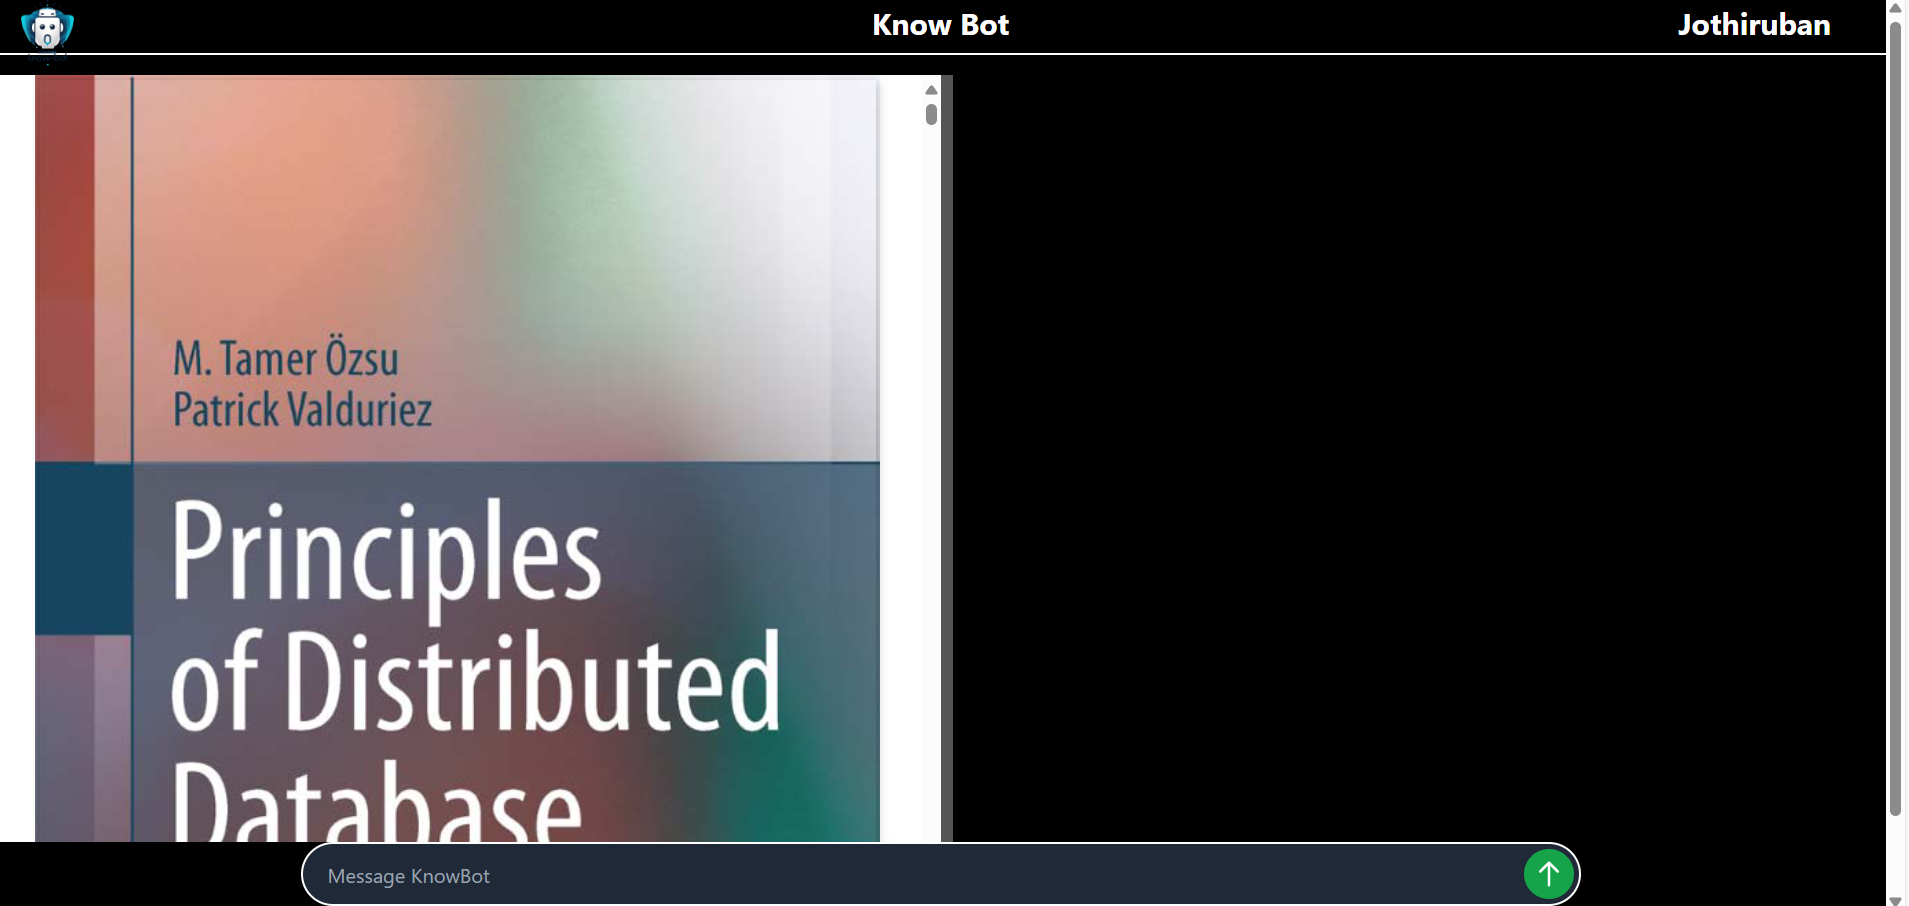 Know Bot
Jothiruban
M. Tamer Özsu
Patrick Valduriez
Principles
of Distributed
Database
Message KnowBot